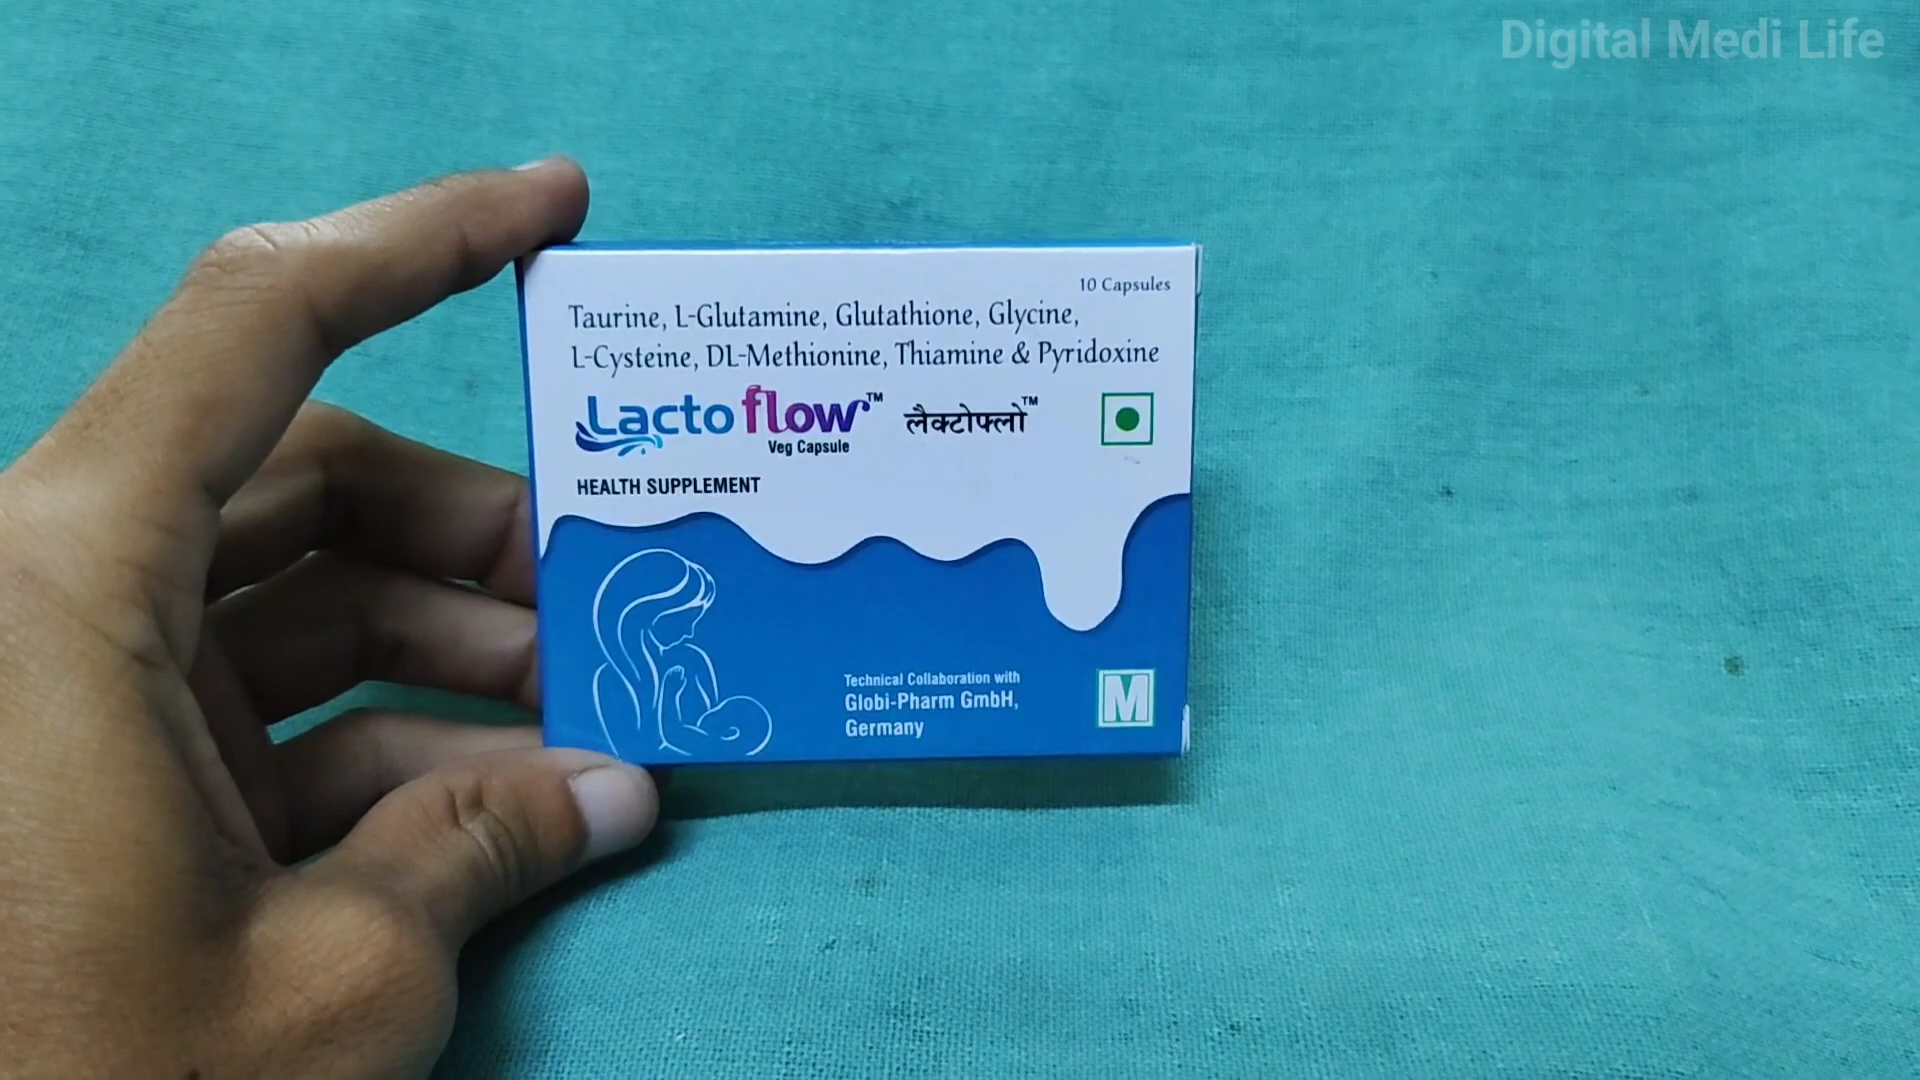 Digital Medi Life
10 Capsules
Taurine, L-Glutamine, Glutathione, Glycine,
L-Cysteine, DL-Methionine, Thiamine & Pyridoxine
Lactoflow™ लैक्टोफ्लो™
Veg Capsule
HEALTH SUPPLEMENT
Technical Collaboration with
Globi-Pharm GmbH,
Germany
M